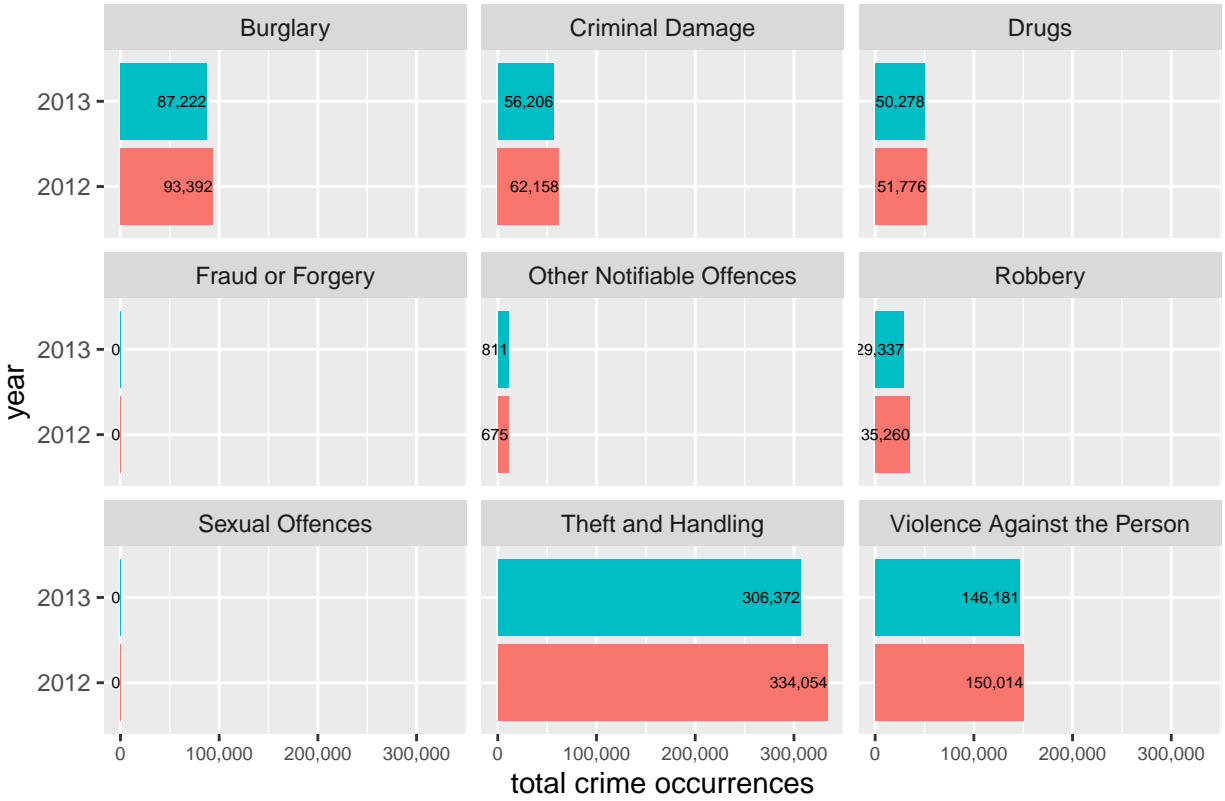 Burglary
Criminal Damage
Drugs
2013
87,222
56,206
50,278
2012
93,392
62,158
51,776
Fraud or Forgery
Other Notifiable Offences
Robbery
2013
0
811
29,337
2012
0
675
35,260
Sexual Offences
Theft and Handling
Violence Against the Person
2013
0
306,372
146,181
2012
0
334,054
150,014
0 100,000 200,000 300,000
0 100,000 200,000 300,000
0 100,000 200,000 300,000
total crime occurrences
year